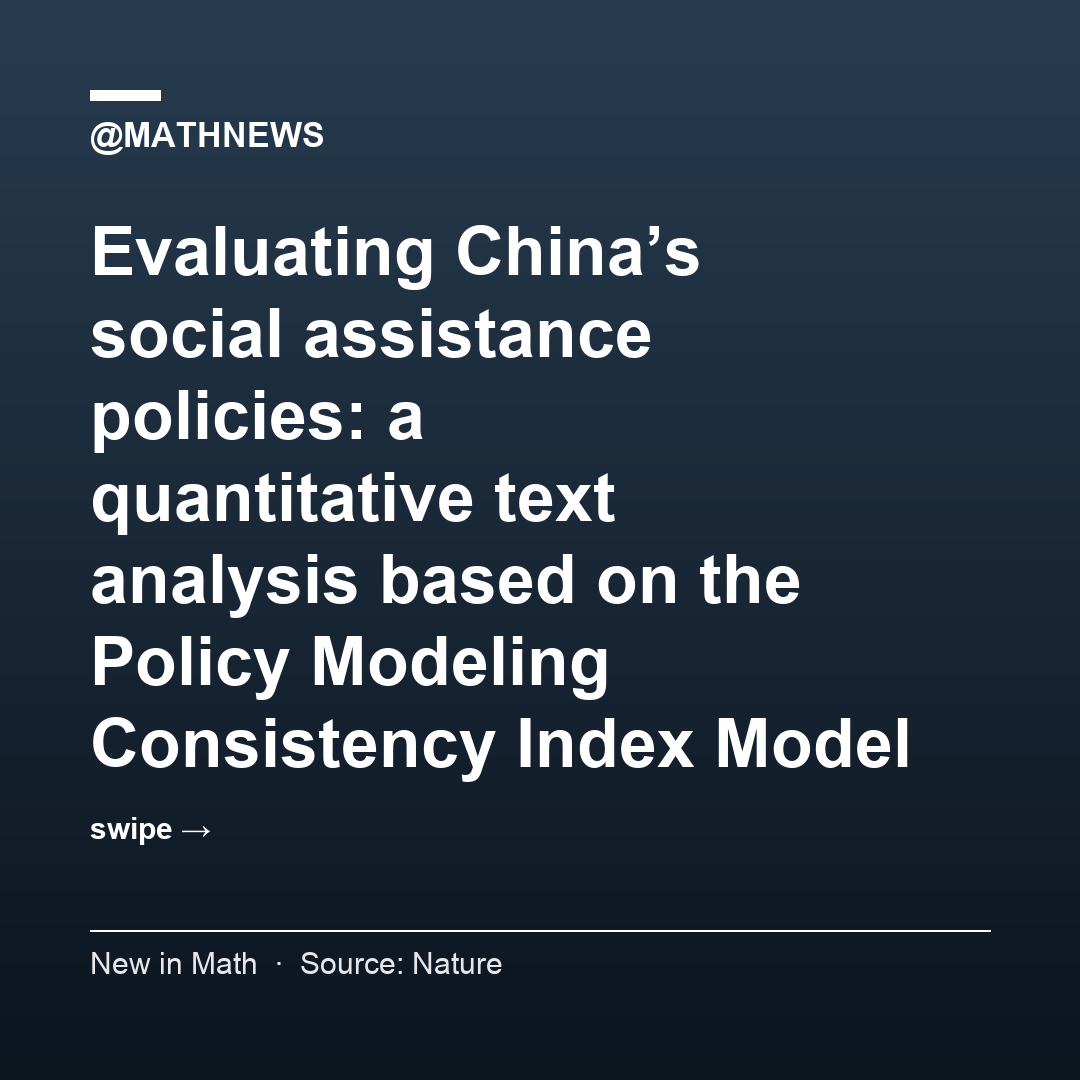 @MATHNEWS
Evaluating China’s
social assistance
policies: a
quantitative text
analysis based on the
Policy Modeling
Consistency Index Model
swipe →
New in Math · Source: Nature